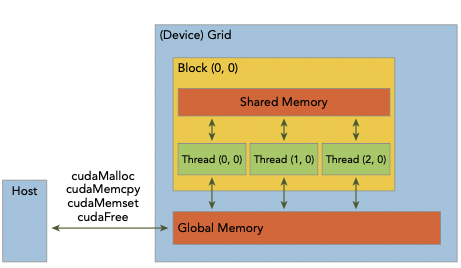 (Device) Grid
Block (0, 0)
Shared Memory
Thread (0, 0)
Thread (1, 0)
Thread (2, 0)
cudaMalloc
cudaMemcpy
cudaMemset
cudaFree
Host
Global Memory